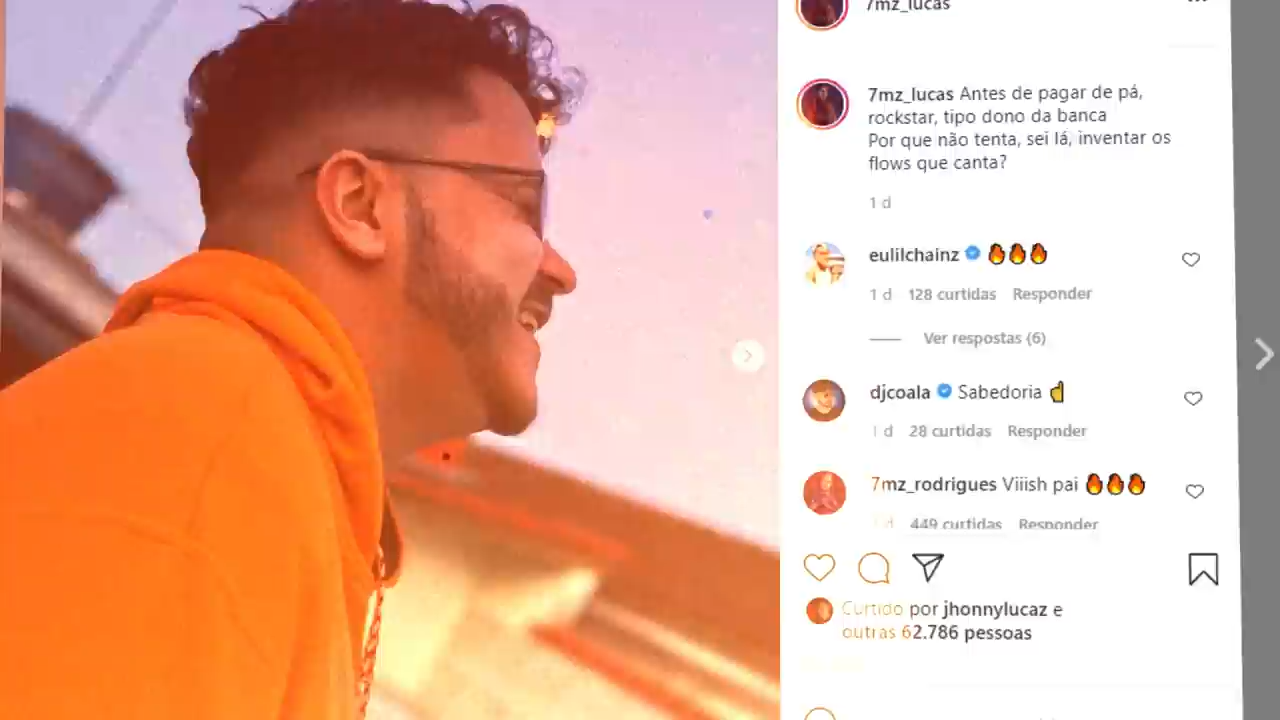 7mz_lucas
7mz_lucas Antes de pagar de pá,
rockstar, tipo dono da banca
Por que não tenta, sei lá, inventar os
flows que canta?
1 d
eulilchainz 🔥🔥🔥
1 d 128 curtidas Responder
Ver respostas (6)
djcoala Sabedoria ☝
1 d 28 curtidas Responder
7mz_rodrigues Viiish pai 🔥🔥🔥
1 d 449 curtidas Responder
Curtido por jhonnylucaz e
outras 62.786 pessoas